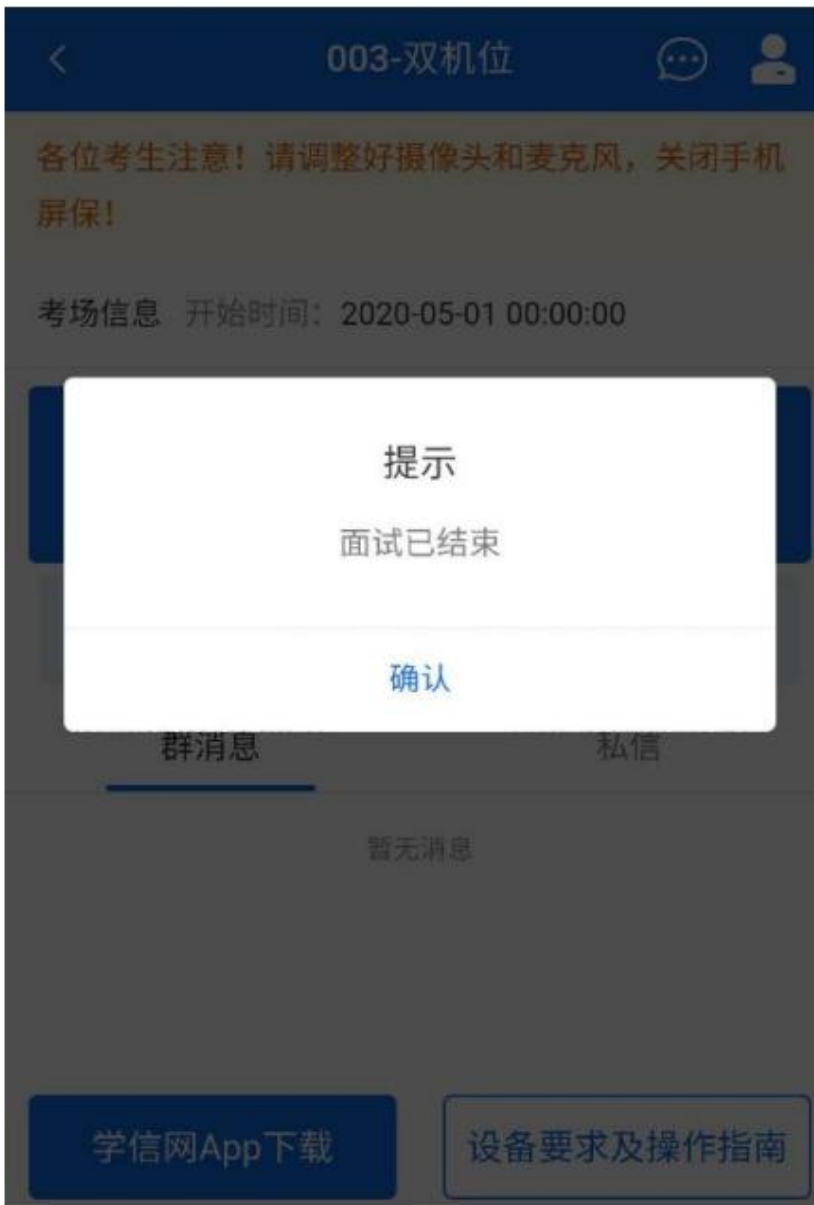 003-双机位
各位考生注意！请调整好摄像头和麦克风，关闭手机
屏保！
考场信息 开始时间：2020-05-01 00:00:00
提示
面试已结束
确认
群消息 私信
暂无消息
学信网App下载 设备要求及操作指南